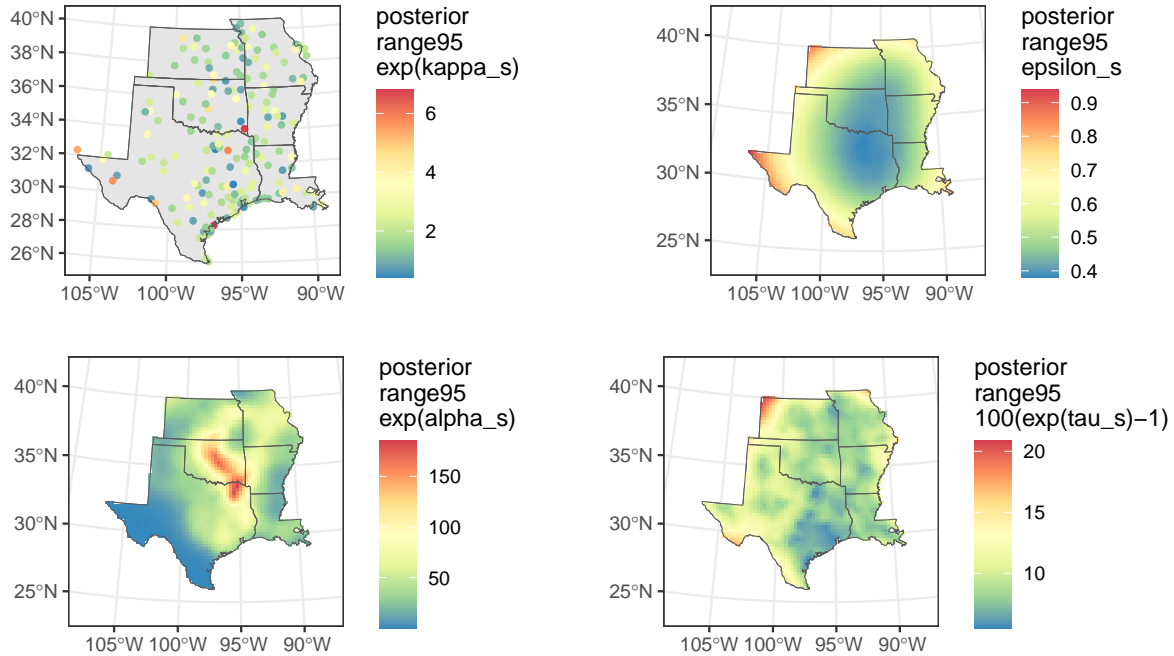 posterior
range95
exp(kappa_s)
6
4
2
40°N
38°N
36°N
34°N
32°N
30°N
28°N
26°N
105°W 100°W 95°W 90°W
posterior
range95
epsilon_s
0.9
0.8
0.7
0.6
0.5
0.4
40°N
35°N
30°N
25°N
105°W 100°W 95°W 90°W
posterior
range95
exp(alpha_s)
150
100
50
40°N
35°N
30°N
25°N
105°W 100°W 95°W 90°W
posterior
range95
100(exp(tau_s)−1)
20
15
10
40°N
35°N
30°N
25°N
105°W 100°W 95°W 90°W